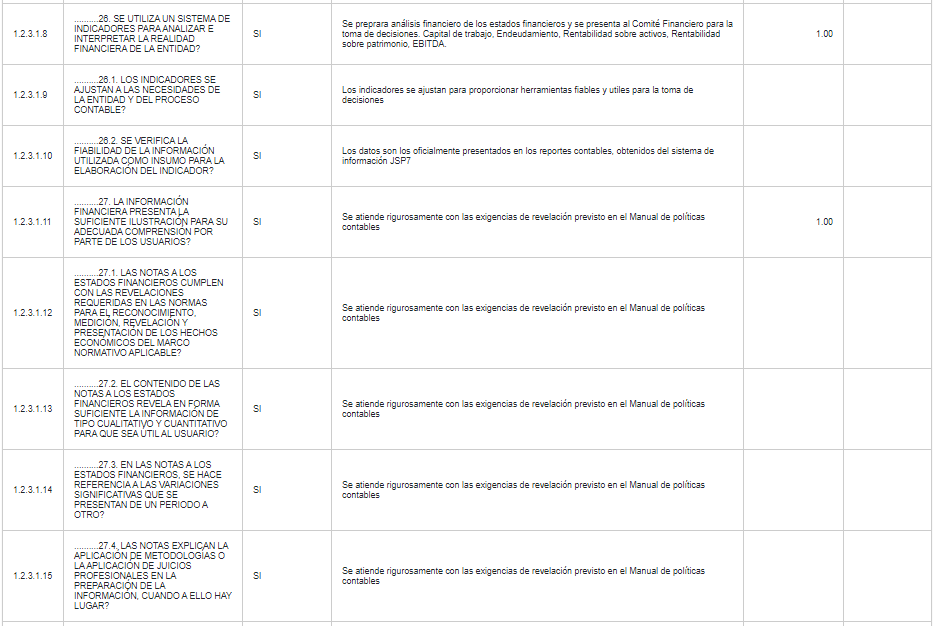 1.2.3.1.8
..........26. SE UTILIZA UN SISTEMA DE
INDICADORES PARA ANALIZAR E
INTERPRETAR LA REALIDAD
FINANCIERA DE LA ENTIDAD?
SI
Se preprara análisis financiero de los estados financieros y se presenta al Comité Financiero para la
toma de decisiones. Capital de trabajo, Endeudamiento, Rentabilidad sobre activos, Rentabilidad
sobre patrimonio, EBITDA.
1.00
1.2.3.1.9
..........26.1. LOS INDICADORES SE
AJUSTAN A LAS NECESIDADES DE
LA ENTIDAD Y DEL PROCESO
CONTABLE?
SI
Los indicadores se ajustan para proporcionar herramientas fiables y utiles para la toma de
decisiones
1.2.3.1.10
..........26.2. SE VERIFICA LA
FIABILIDAD DE LA INFORMACIÓN
UTILIZADA COMO INSUMO PARA LA
ELABORACIÓN DEL INDICADOR?
SI
Los datos son los oficialmente presentados en los reportes contables, obtenidos del sistema de
información JSP7
1.2.3.1.11
..........27. LA INFORMACIÓN
FINANCIERA PRESENTA LA
SUFICIENTE ILUSTRACIÓN PARA SU
ADECUADA COMPRENSIÓN POR
PARTE DE LOS USUARIOS?
SI
Se atiende rigurosamente con las exigencias de revelación previsto en el Manual de políticas
contables
1.00
1.2.3.1.12
..........27.1. LAS NOTAS A LOS
ESTADOS FINANCIEROS CUMPLEN
CON LAS REVELACIONES
REQUERIDAS EN LAS NORMAS
PARA EL RECONOCIMIENTO,
MEDICIÓN, REVELACIÓN Y
PRESENTACIÓN DE LOS HECHOS
ECONÓMICOS DEL MARCO
NORMATIVO APLICABLE?
SI
Se atiende rigurosamente con las exigencias de revelación previsto en el Manual de políticas
contables
1.2.3.1.13
..........27.2. EL CONTENIDO DE LAS
NOTAS A LOS ESTADOS
FINANCIEROS REVELA EN FORMA
SUFICIENTE LA INFORMACIÓN DE
TIPO CUALITATIVO Y CUANTITATIVO
PARA QUE SEA ÚTIL AL USUARIO?
SI
Se atiende rigurosamente con las exigencias de revelación previsto en el Manual de políticas
contables
1.2.3.1.14
..........27.3. EN LAS NOTAS A LOS
ESTADOS FINANCIEROS, SE HACE
REFERENCIA A LAS VARIACIONES
SIGNIFICATIVAS QUE SE
PRESENTAN DE UN PERIODO A
OTRO?
SI
Se atiende rigurosamente con las exigencias de revelación previsto en el Manual de políticas
contables
1.2.3.1.15
..........27.4. LAS NOTAS EXPLICAN LA
APLICACIÓN DE METODOLOGÍAS O
LA APLICACIÓN DE JUICIOS
PROFESIONALES EN LA
PREPARACIÓN DE LA
INFORMACIÓN, CUANDO A ELLO HAY
LUGAR?
SI
Se atiende rigurosamente con las exigencias de revelación previsto en el Manual de políticas
contables